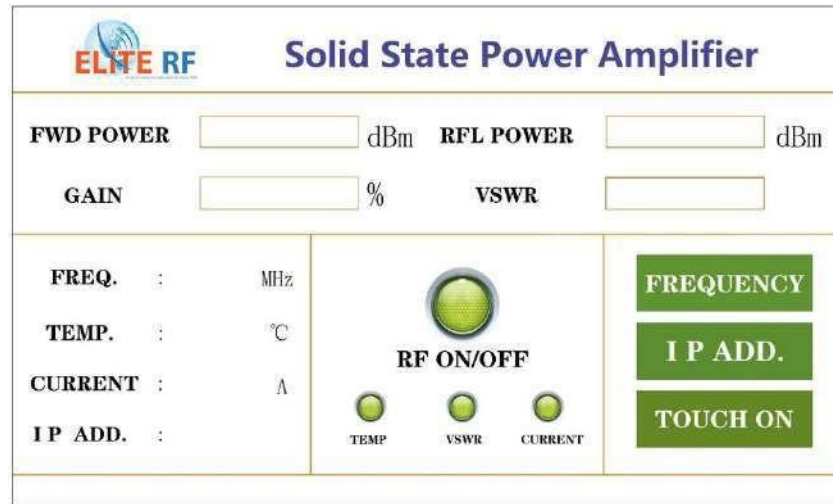 ELITE RF
Solid State Power Amplifier
FWD POWER dBm RFL POWER dBm
GAIN % VSWR
FREQ. : MHz
TEMP. : ℃
CURRENT : A
I P ADD. :
RF ON/OFF
TEMP VSWR CURRENT
FREQUENCY
I P ADD.
TOUCH ON